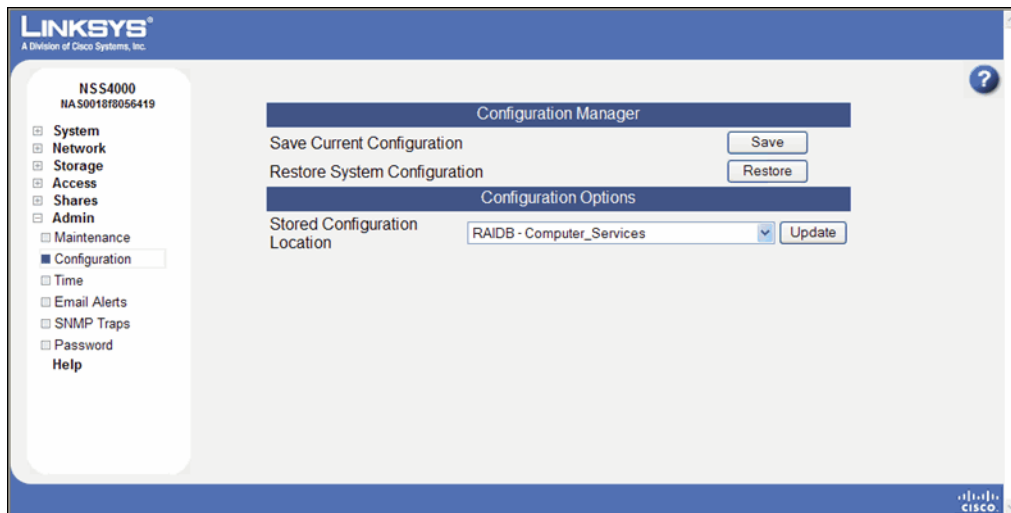 LINKSYS®
A Division of Cisco Systems, Inc.
NSS4000
NAS0018f8056419
System
Network
Storage
Access
Shares
Admin
Maintenance
Configuration
Time
Email Alerts
SNMP Traps
Password
Help
?
Configuration Manager
Save Current Configuration
Save
Restore System Configuration
Restore
Configuration Options
Stored Configuration
Location
RAIDB - Computer_Services
Update
CISCO.